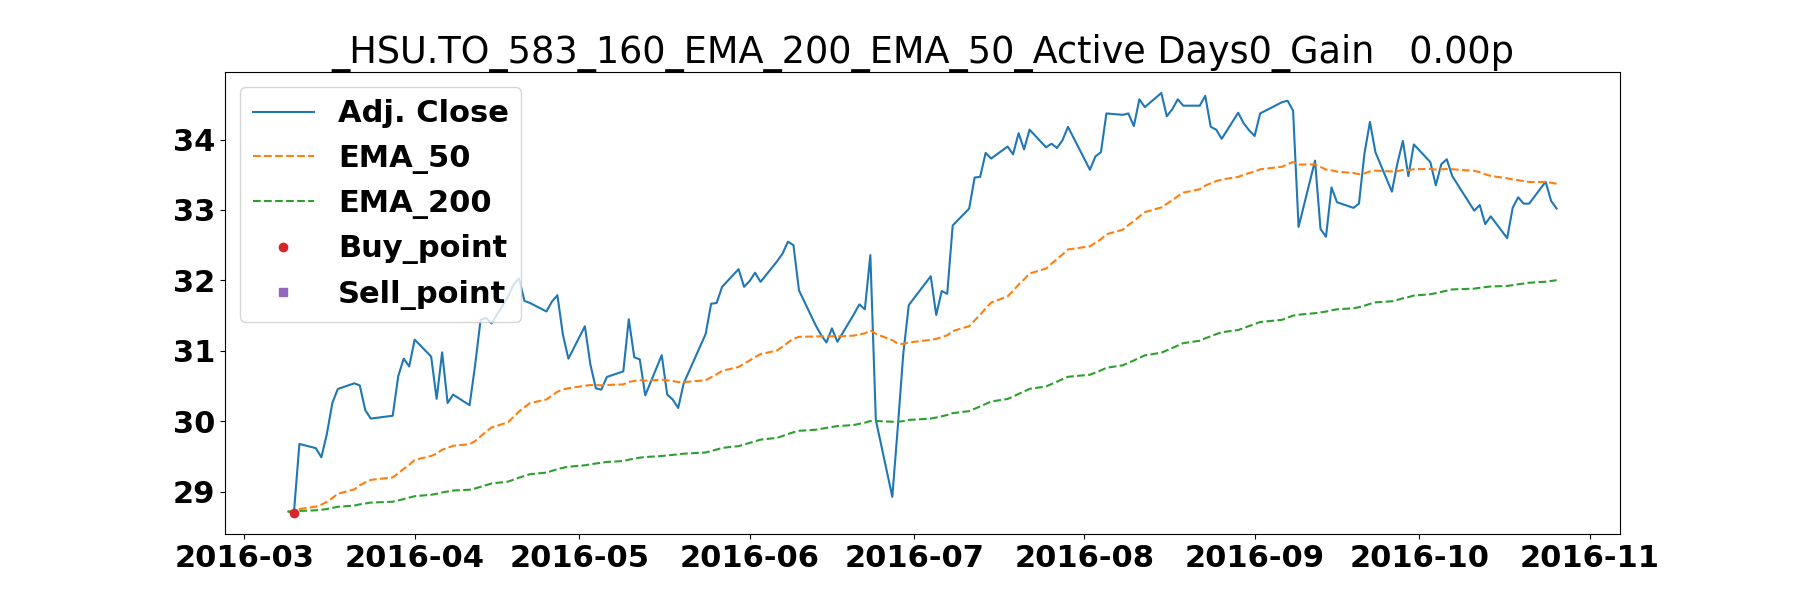 _HSU.TO_583_160_EMA_200_EMA_50_Active Days0_Gain   0.00p
Adj. Close
EMA_50
EMA_200
Buy_point
Sell_point
34
33
32
31
30
29
2016-03 2016-04 2016-05 2016-06 2016-07 2016-08 2016-09 2016-10 2016-11